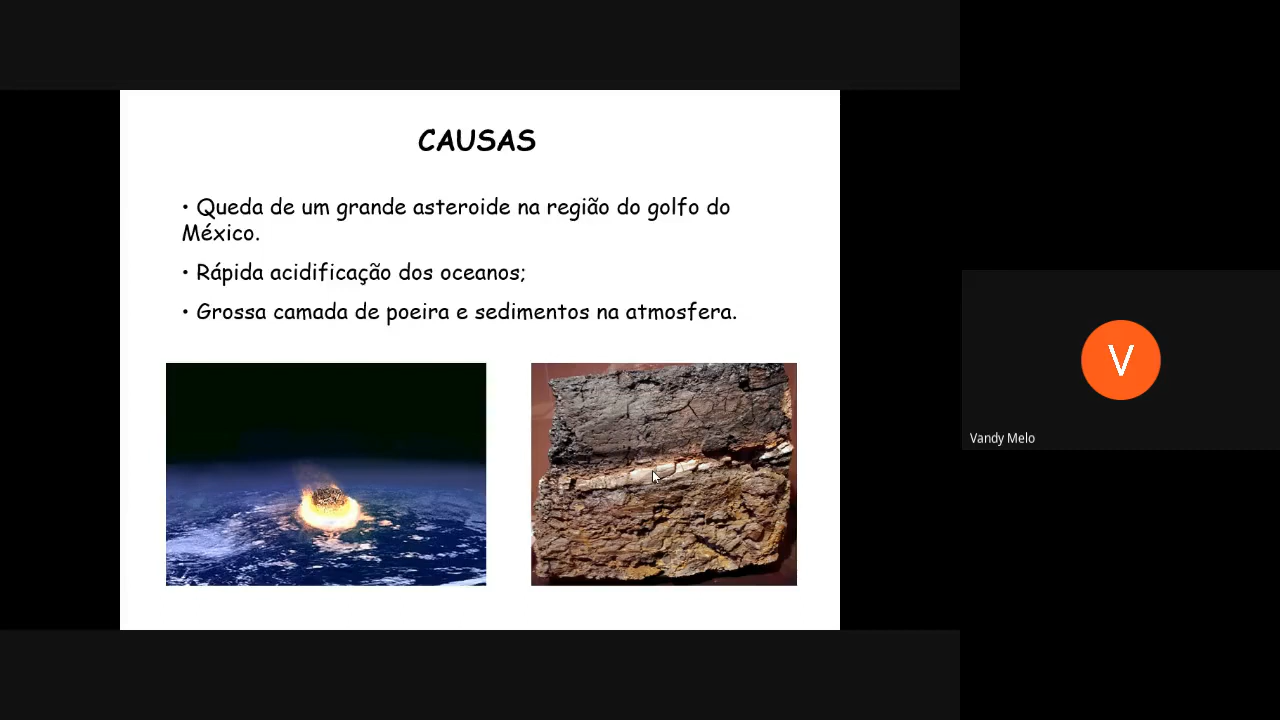 CAUSAS
• Queda de um grande asteroide na região do golfo do
México.
• Rápida acidificação dos oceanos;
• Grossa camada de poeira e sedimentos na atmosfera.
V
Vandy Melo